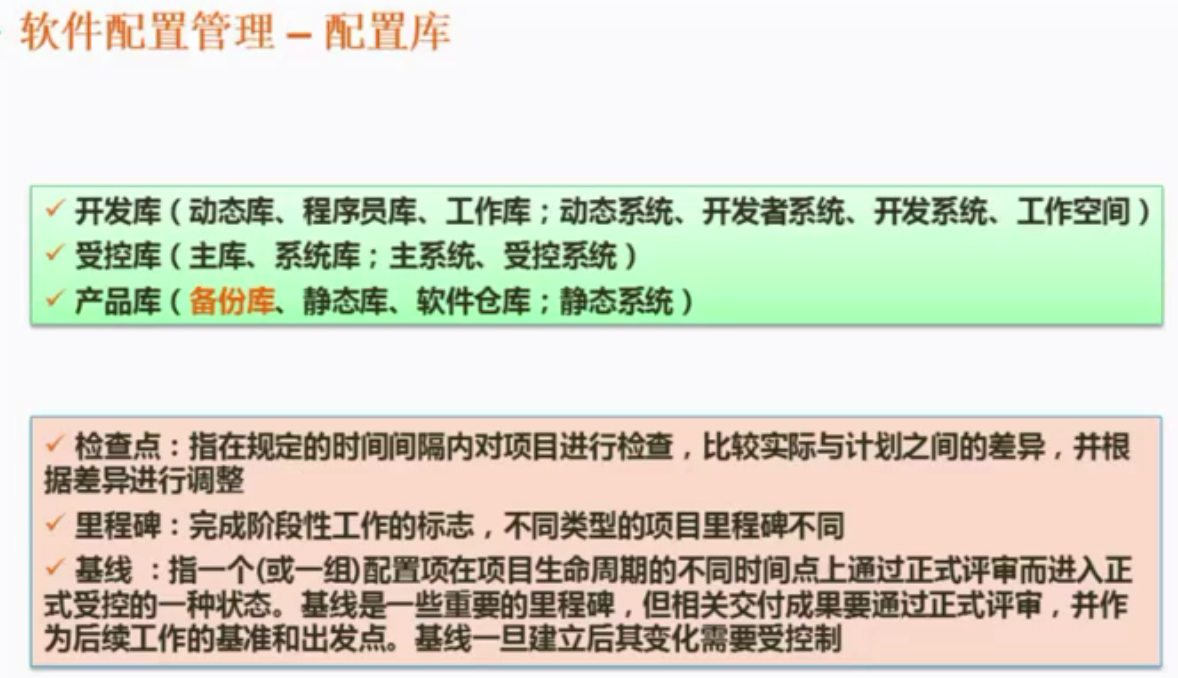 软件配置管理 – 配置库
✓ 开发库（动态库、程序员库、工作库；动态系统、开发者系统、开发系统、工作空间）
✓ 受控库（主库、系统库；主系统、受控系统）
✓ 产品库（备份库、静态库、软件仓库；静态系统）
✓ 检查点：指在规定的时间间隔内对项目进行检查，比较实际与计划之间的差异，并根
据差异进行调整
✓ 里程碑：完成阶段性工作的标志，不同类型的项目里程碑不同
✓ 基线 ：指一个(或一组)配置项在项目生命周期的不同时间点上通过正式评审而进入正
式受控的一种状态。基线是一些重要的里程碑，但相关交付成果要通过正式评审，并作
为后续工作的基准和出发点。基线一旦建立后其变化需要受控制